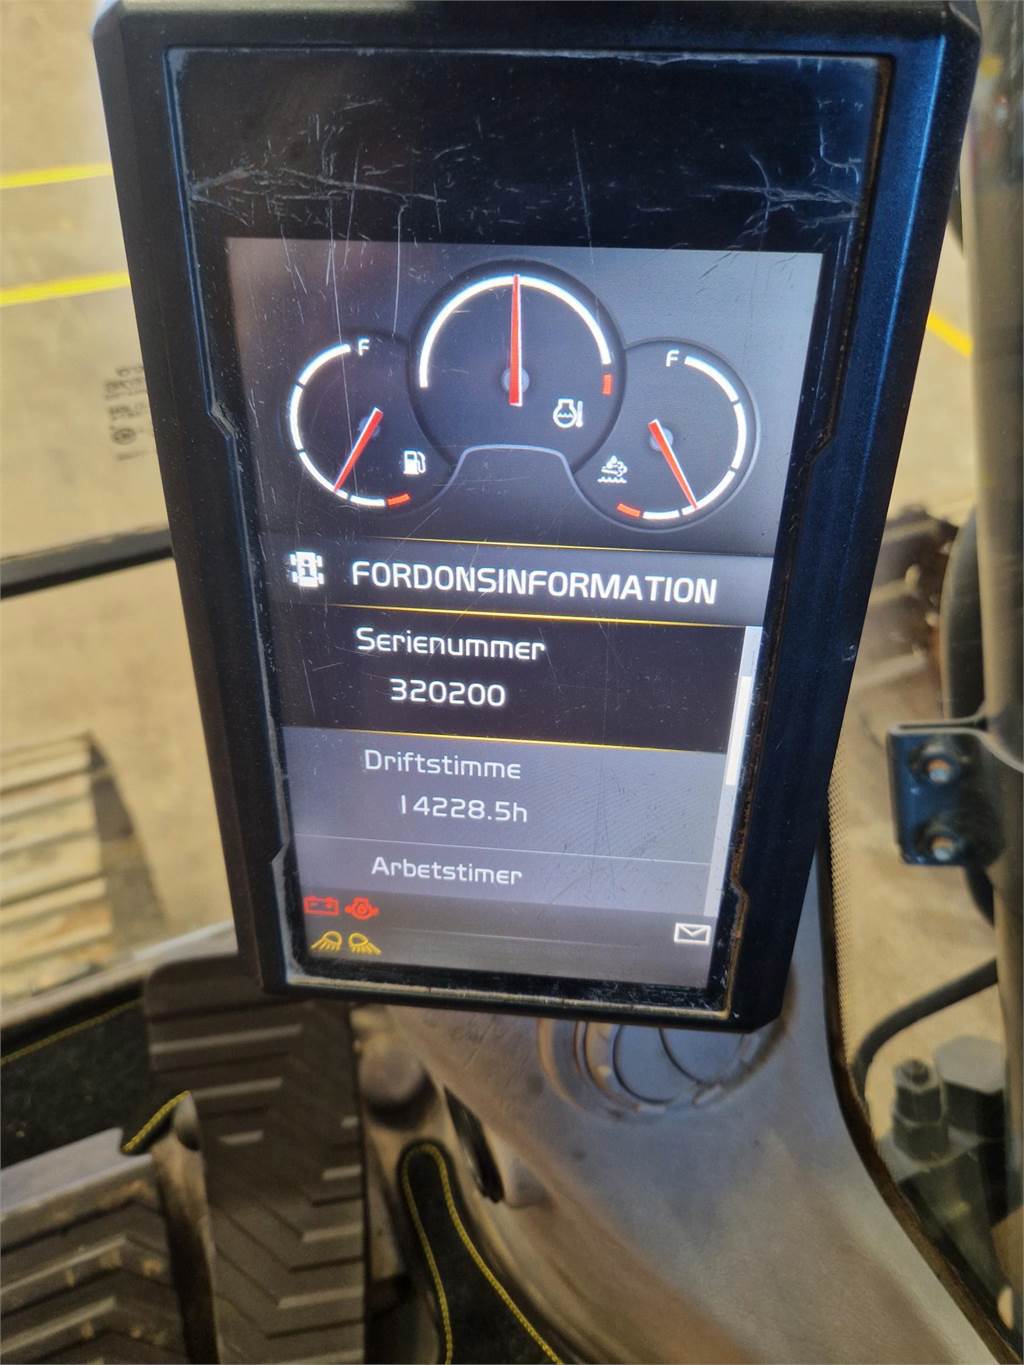 F
F
FORDONSINFORMATION
Serienummer
320200
Driftstimme
14228.5h
Arbetstimer